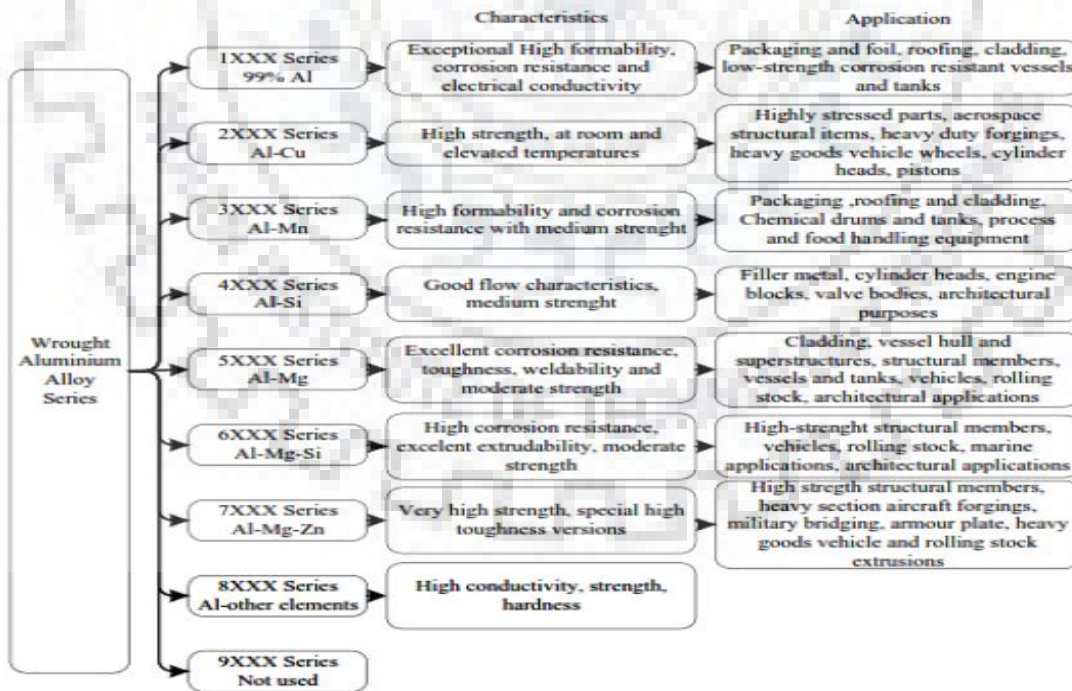 Characteristics
Application
Wrought
Aluminium
Alloy
Series
1XXX Series
99% Al
Exceptional High formability,
corrosion resistance and
electrical conductivity
Packaging and foil, roofing, cladding,
low-strength corrosion resistant vessels
and tanks
2XXX Series
Al-Cu
High strength, at room and
elevated temperatures
Highly stressed parts, aerospace
structural items, heavy duty forgings,
heavy goods vehicle wheels, cylinder
heads, pistons
3XXX Series
Al-Mn
High formability and corrosion
resistance with medium strenght
Packaging ,roofing and cladding,
Chemical drums and tanks, process
and food handling equipment
4XXX Series
Al-Si
Good flow characteristics,
medium strenght
Filler metal, cylinder heads, engine
blocks, valve bodies, architectural
purposes
5XXX Series
Al-Mg
Excellent corrosion resistance,
toughness, weldability and
moderate strength
Cladding, vessel hull and
superstructures, structural members,
vessels and tanks, vehicles, rolling
stock, architectural applications
6XXX Series
Al-Mg-Si
High corrosion resistance,
excelent extrudability, moderate
strength
High-strenght structural members,
vehicles, rolling stock, marine
applications, architectural applications
7XXX Series
Al-Mg-Zn
Very high strength, special high
toughness versions
High stregth structural members,
heavy section aircraft forgings,
military bridging, armour plate, heavy
goods vehicle and rolling stock
extrusions
8XXX Series
Al-other elements
High conductivity, strength,
hardness
9XXX Series
Not used